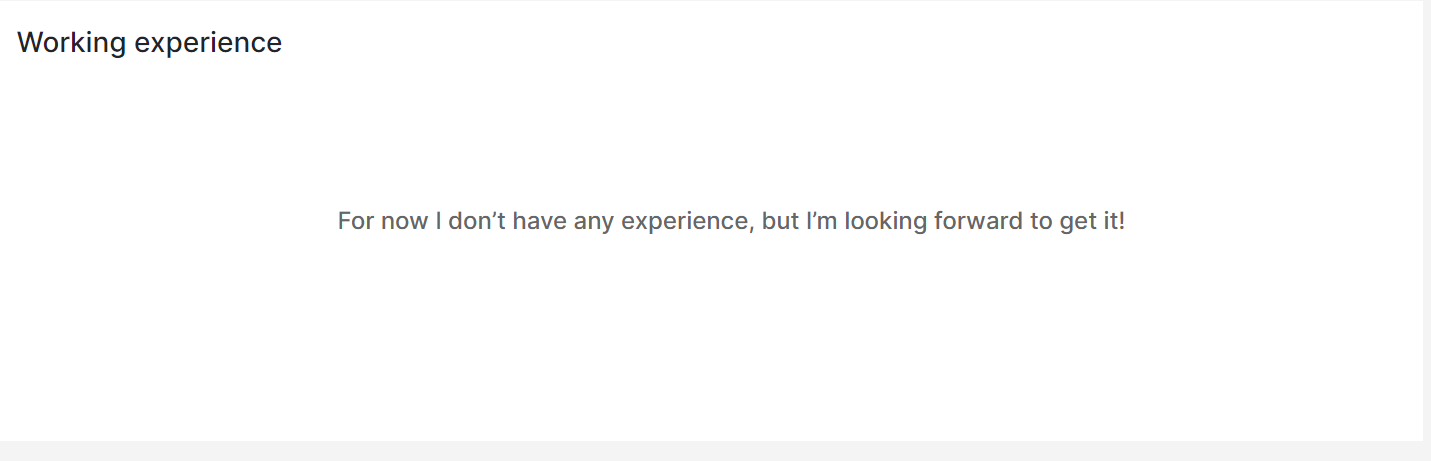 Working experience
For now I don’t have any experience, but I’m looking forward to get it!